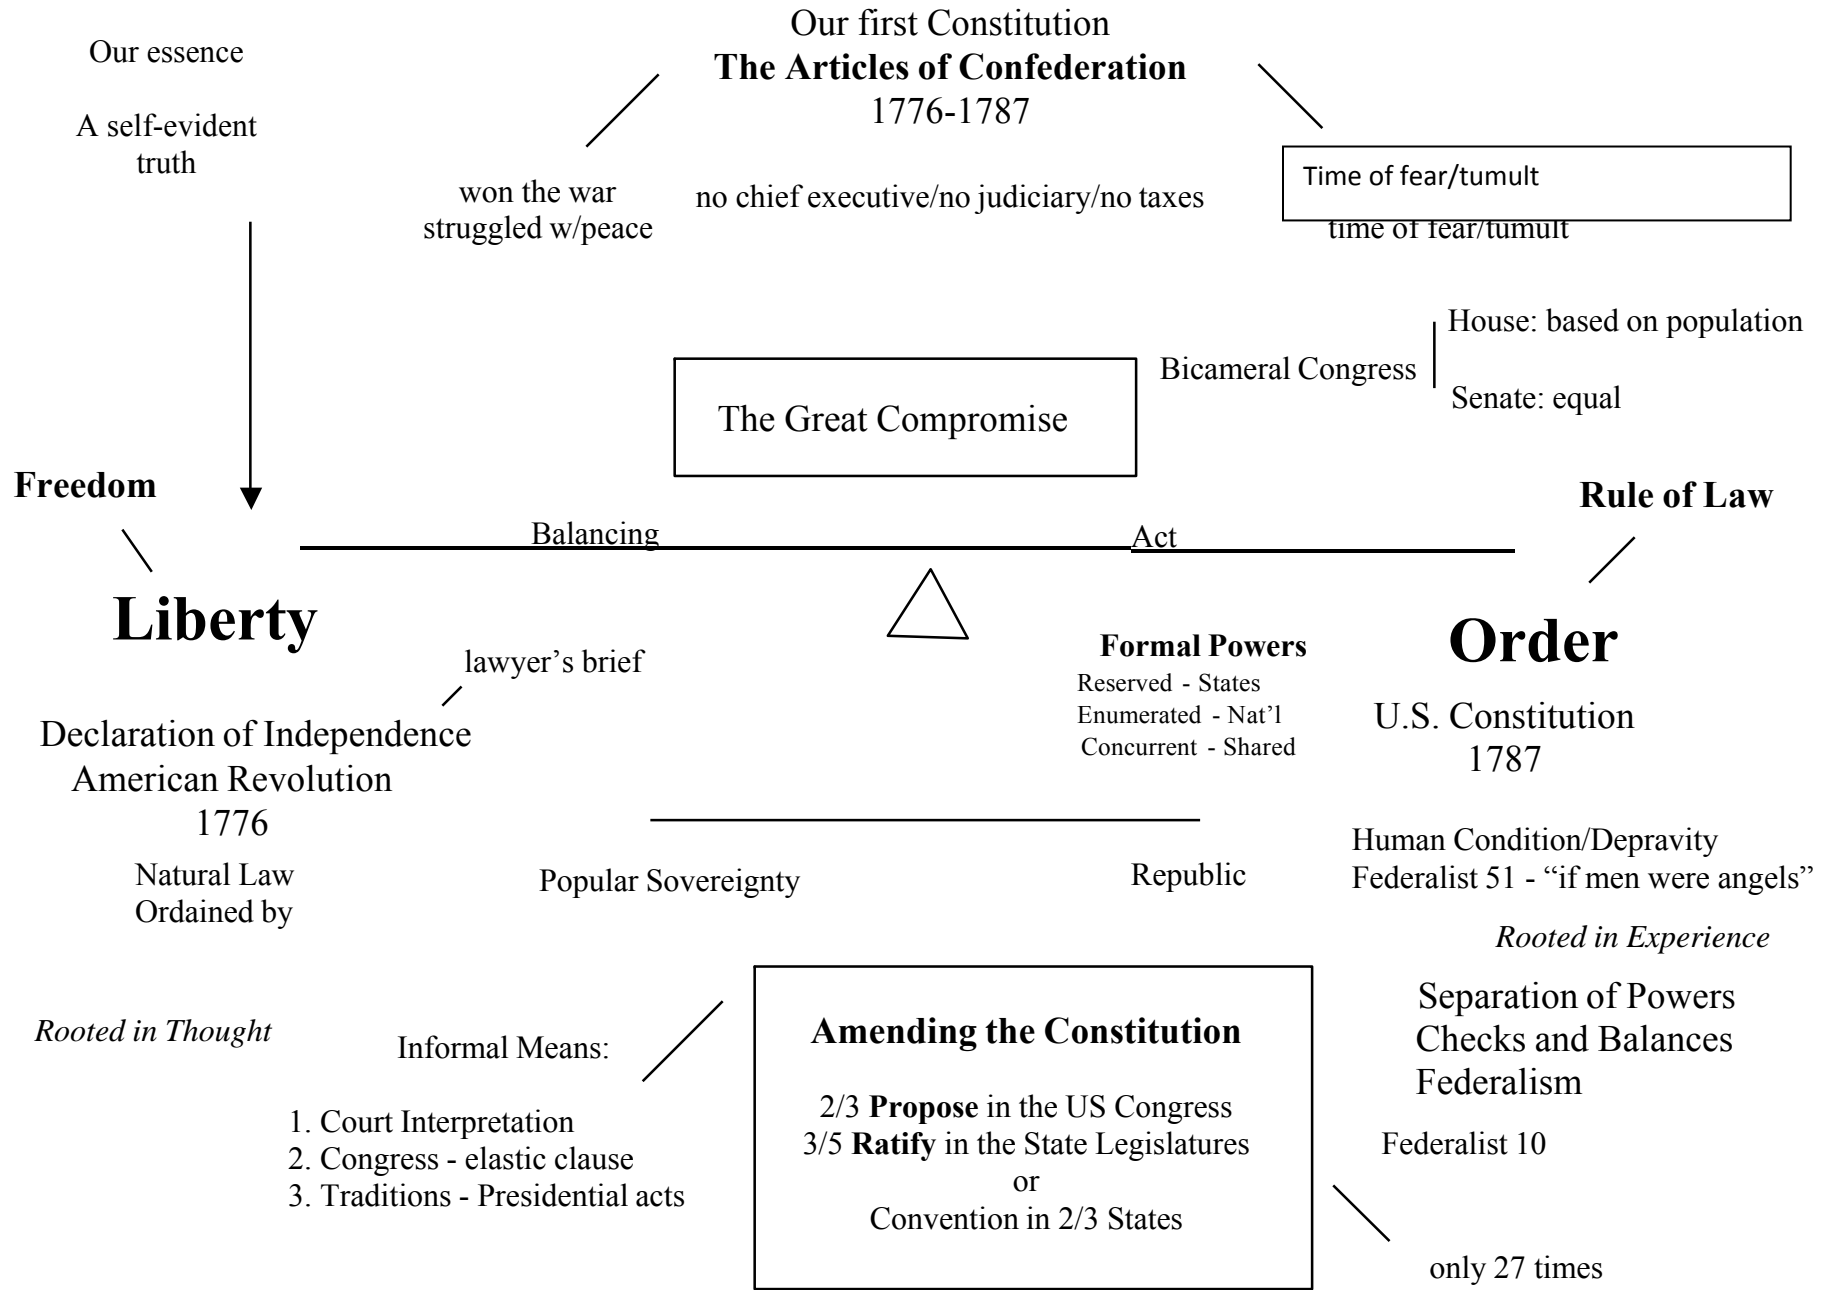 Our essence
A self-evident
truth
Our first Constitution
The Articles of Confederation
1776-1787
won the war
struggled w/peace
no chief executive/no judiciary/no taxes
Time of fear/tumult
time of fear/tumult
House: based on population
Bicameral Congress
Senate: equal
The Great Compromise
Freedom
Rule of Law
Balancing
Act
Liberty
Order
lawyer’s brief
Declaration of Independence
American Revolution
1776
Natural Law
Ordained by
Rooted in Thought
Formal Powers
Reserved - States
Enumerated - Nat’l
Concurrent - Shared
U.S. Constitution
1787
Popular Sovereignty
Republic
Human Condition/Depravity
Federalist 51 - “if men were angels”
Rooted in Experience
Separation of Powers
Checks and Balances
Federalism
Federalist 10
Informal Means:
1. Court Interpretation
2. Congress - elastic clause
3. Traditions - Presidential acts
Amending the Constitution
2/3 Propose in the US Congress
3/5 Ratify in the State Legislatures
or
Convention in 2/3 States
only 27 times